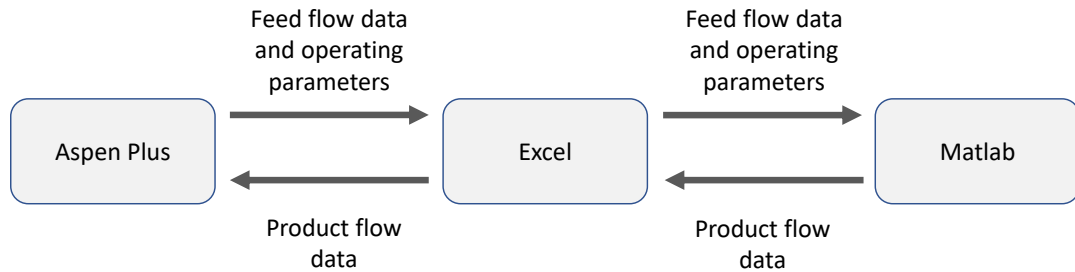 Feed flow data
and operating
parameters
Feed flow data
and operating
parameters
Aspen Plus
Excel
Matlab
Product flow
data
Product flow
data